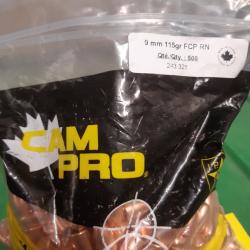 9 mm 115gr FCP RN
Qté./Qty. : 500
243 321
CAM
PRO